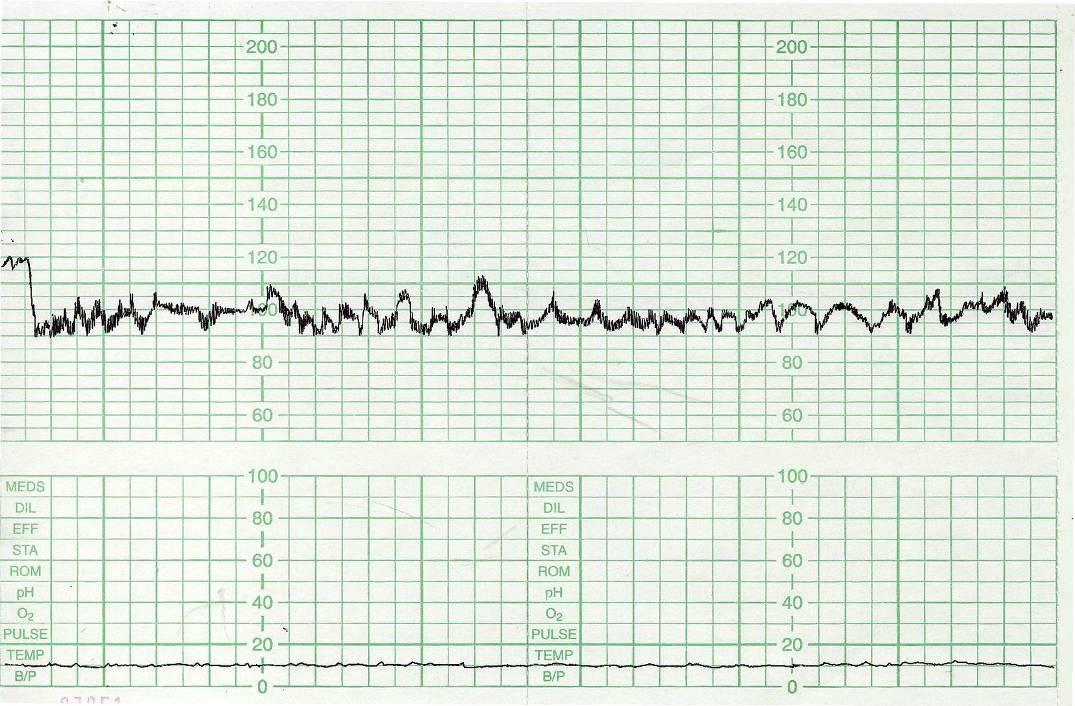 200 200
180 180
160 160
140 140
120 120
100 100
80 80
60 60
100 100
MEDS MEDS
DIL 80 DIL 80
EFF EFF
STA 60 STA 60
ROM ROM
pH 40 pH 40
O₂ O₂
PULSE 20 PULSE 20
TEMP TEMP
B/P 0 B/P 0